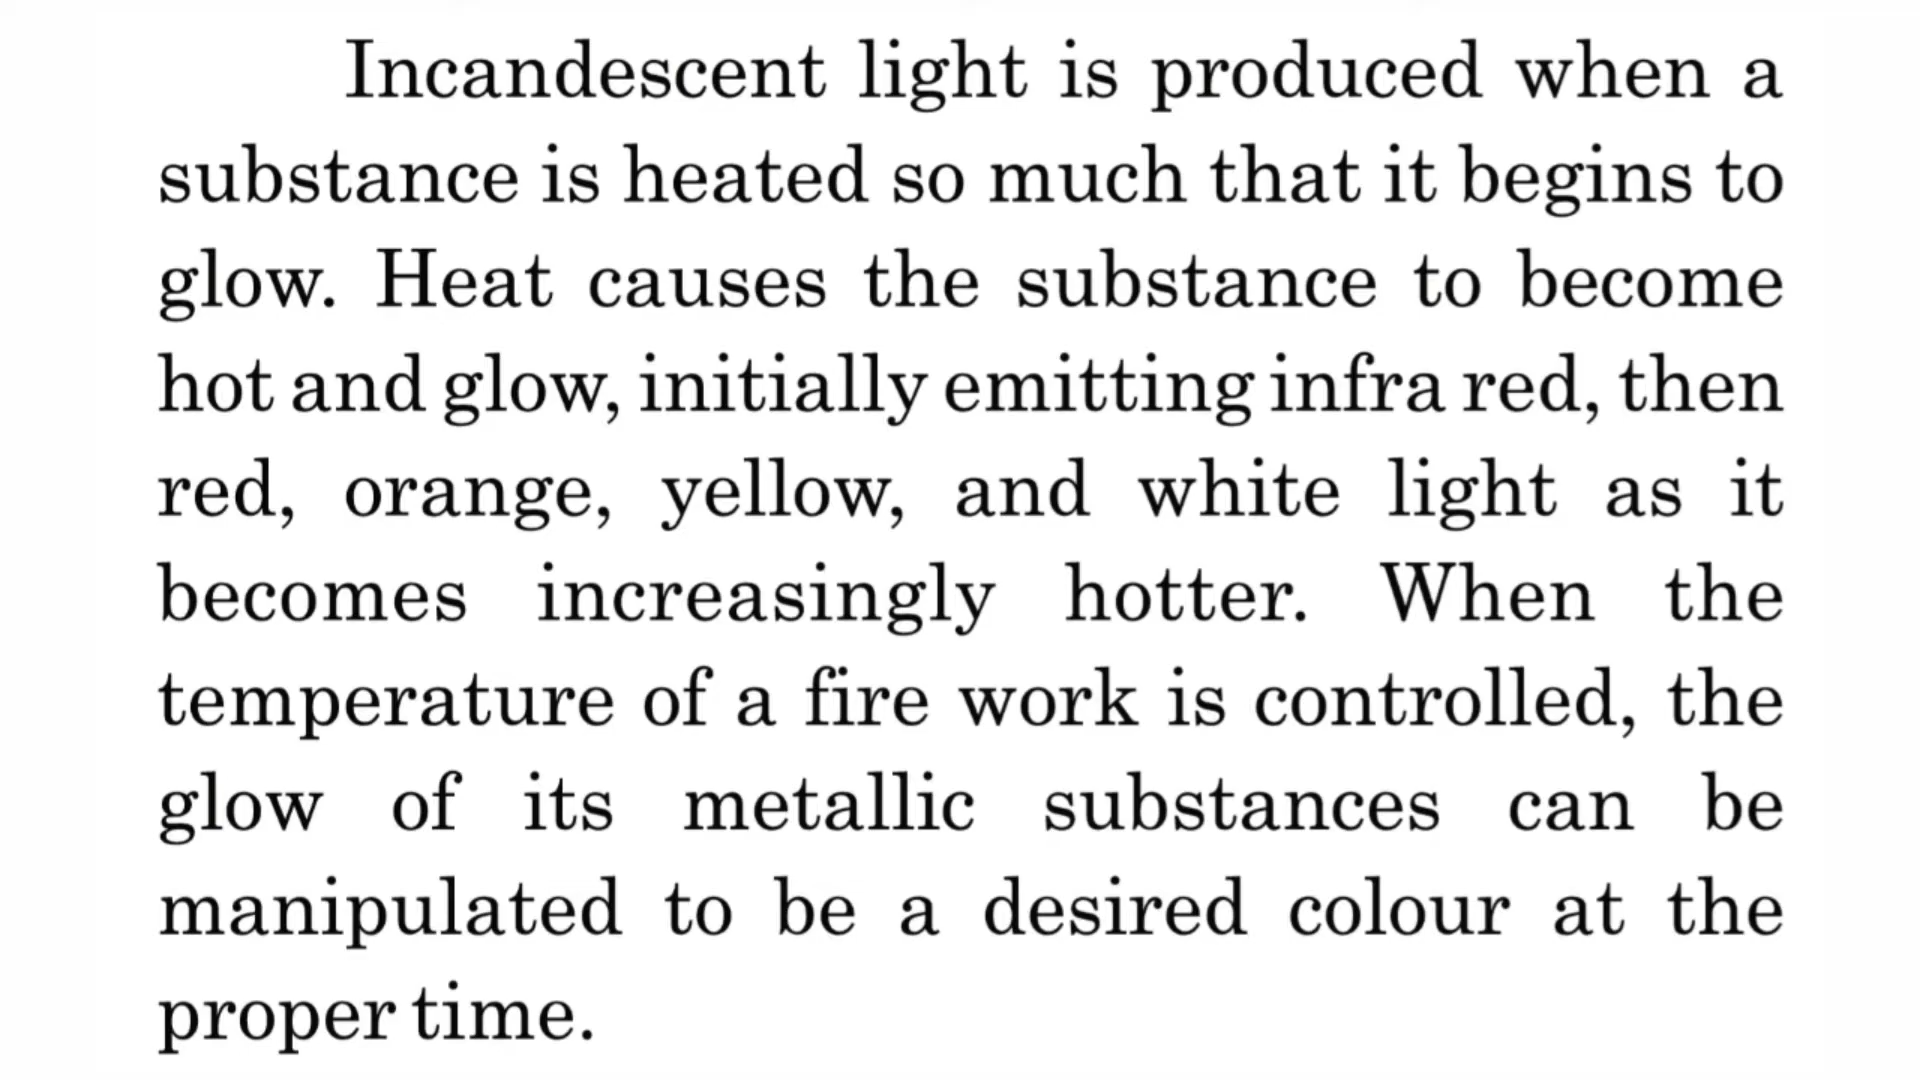 Incandescent light is produced when a
substance is heated so much that it begins to
glow. Heat causes the substance to become
hot and glow, initially emitting infra red, then
red, orange, yellow, and white light as it
becomes increasingly hotter. When the
temperature of a fire work is controlled, the
glow of its metallic substances can be
manipulated to be a desired colour at the
proper time.